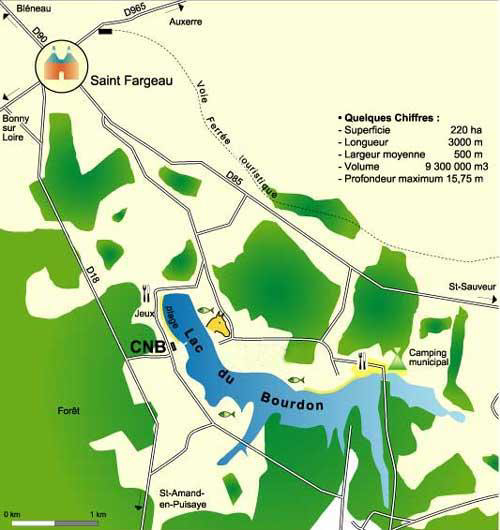 Bléneau
D965
Auxerre
D90
Saint Fargeau
Bonny
sur
Loire
Voie Ferrée touristique
• Quelques Chiffres :
- Superficie 220 ha
- Longueur 3000 m
- Largeur moyenne 500 m
- Volume 9 300 000 m3
- Profondeur maximum 15,75 m
D85
D18
St-Sauveur
Jeux
plage
CNB
Lac du Bourdon
Camping
municipal
Forêt
St-Amand-
en-Puisaye
0 km 1 km